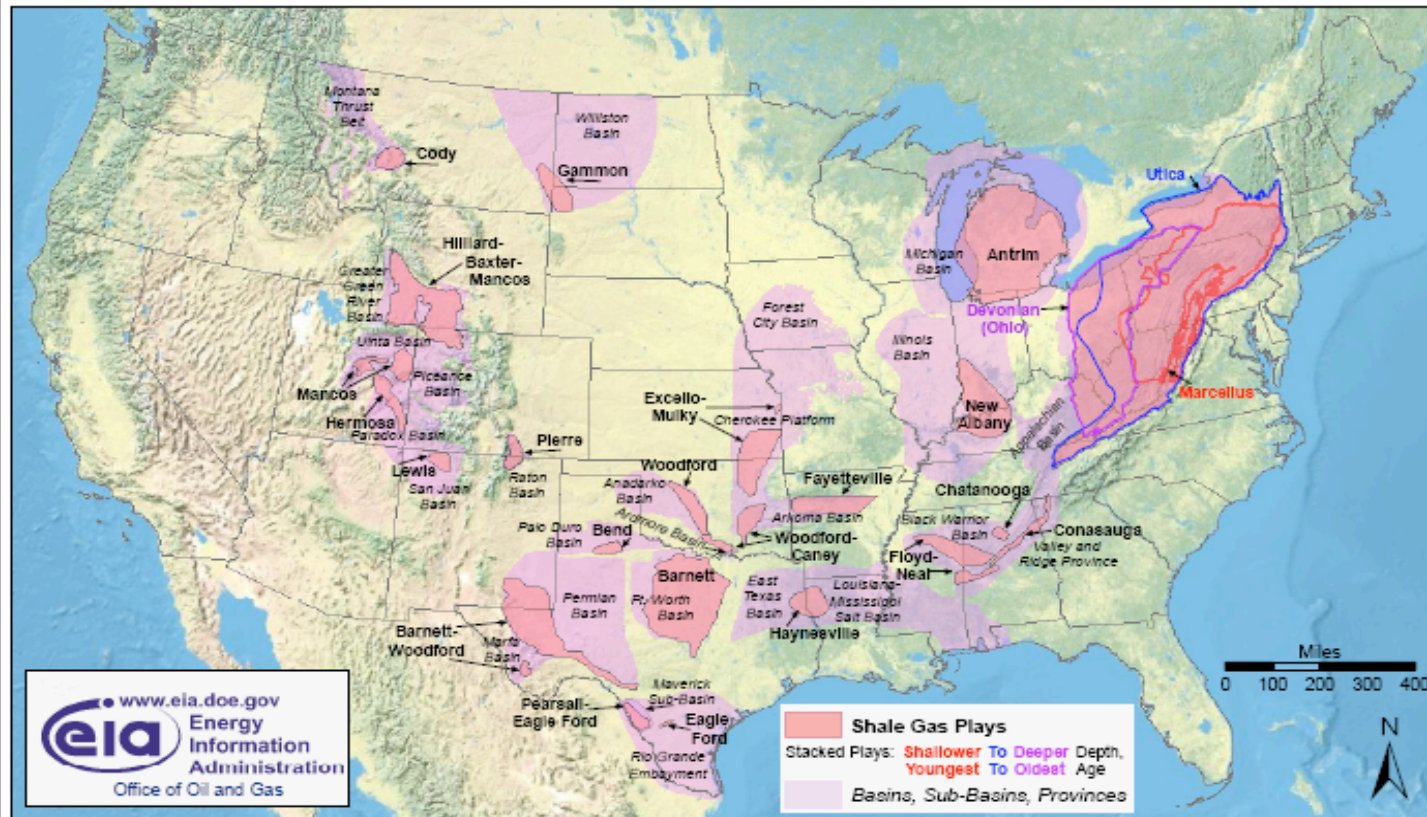 Montana
Thrust
Belt
Cody
Williston
Basin
Gammon
Hilliard-
Baxter-
Mancos
Greater
Green
River
Basin
Uinta Basin
Mancos
Piceance
Basin
Hermosa
Paradox Basin
Lewis
San Juan
Basin
Pierre
Raton
Basin
Forest
City Basin
Excello-
Mulky
Cherokee Platform
Illinois
Basin
Michigan
Basin
Antrim
New
Albany
Utica
Devonian
(Ohio)
Marcellus
Appalachian
Basin
Woodford
Anadarko
Basin
Fayetteville
Arkoma Basin
Ardmore Basin
Palo Duro
Basin
Bend
Woodford-
Caney
Chatanooga
Black Warrior
Basin
Conasauga
Valley and
Ridge Province
Floyd-
Neal
Barnett
Permian
Basin
Ft. Worth
Basin
East
Texas
Basin
Louisiana-
Mississippi
Salt Basin
Haynesville
Barnett-
Woodford
Marfa
Basin
Maverick
Sub-Basin
Pearsall-
Eagle Ford
Eagle
Ford
Rio Grande
Embayment
Miles
0 100 200 300 400
N
eia
www.eia.doe.gov
Energy
Information
Administration
Office of Oil and Gas
Shale Gas Plays
Stacked Plays: Shallower To Deeper Depth,
Youngest To Oldest Age
Basins, Sub-Basins, Provinces